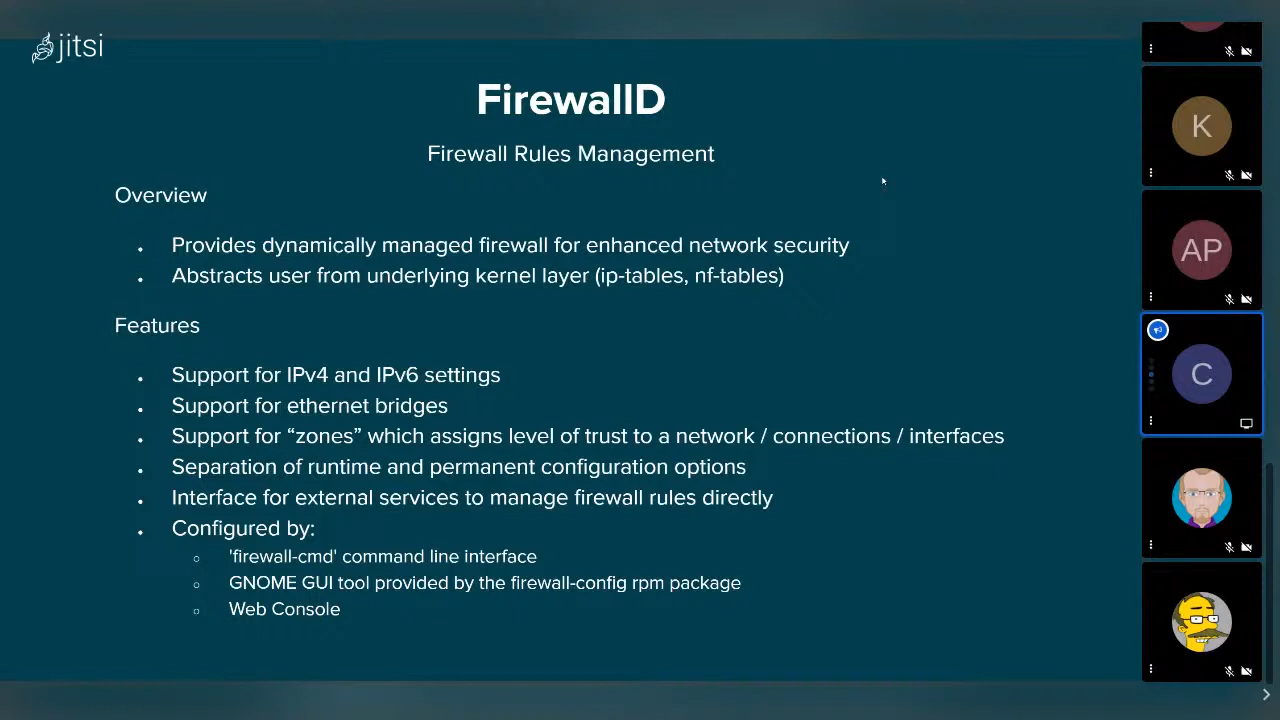 jitsi
FirewallD
Firewall Rules Management
Overview
Provides dynamically managed firewall for enhanced network security
Abstracts user from underlying kernel layer (ip-tables, nf-tables)
Features
Support for IPv4 and IPv6 settings
Support for ethernet bridges
Support for “zones” which assigns level of trust to a network / connections / interfaces
Separation of runtime and permanent configuration options
Interface for external services to manage firewall rules directly
Configured by:
'firewall-cmd' command line interface
GNOME GUI tool provided by the firewall-config rpm package
Web Console
K
AP
C